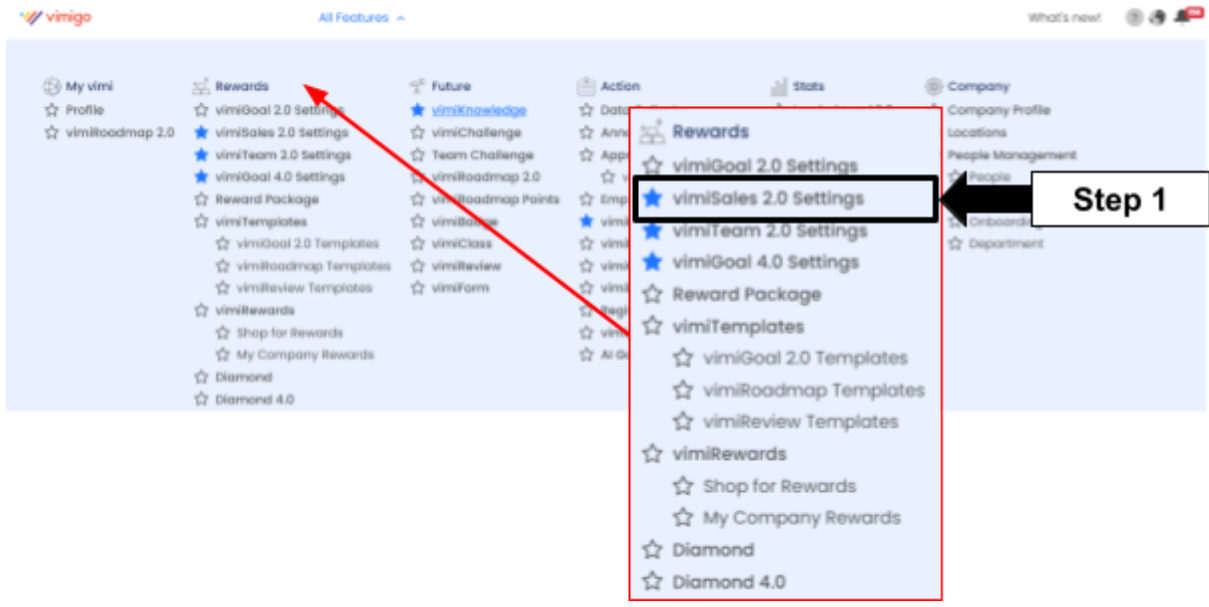 vimigo
All Features
What's new!
My vimi
Profile
vimiRoadmap 2.0
Rewards
vimiGoal 2.0 Settings
vimiSales 2.0 Settings
vimiTeam 2.0 Settings
vimiGoal 4.0 Settings
Reward Package
vimiTemplates
vimiGoal 2.0 Templates
vimiRoadmap Templates
vimiReview Templates
vimiRewards
Shop for Rewards
My Company Rewards
Diamond
Diamond 4.0
Future
vimiKnowledge
vimiChallenge
Team Challenge
vimiRoadmap 2.0
vimiRoadmap Points
vimiBadge
vimiClass
vimiReview
vimiForm
Action
Stats
Company
Company Profile
Locations
People Management
People
Onboarding
Department
Rewards
vimiGoal 2.0 Settings
vimiSales 2.0 Settings
vimiTeam 2.0 Settings
vimiGoal 4.0 Settings
Reward Package
vimiTemplates
vimiGoal 2.0 Templates
vimiRoadmap Templates
vimiReview Templates
vimiRewards
Shop for Rewards
My Company Rewards
Diamond
Diamond 4.0
Step 1